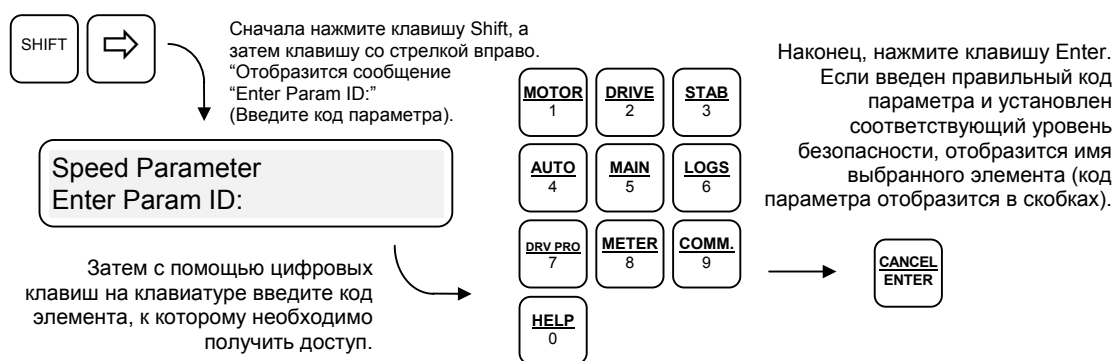 SHIFT
Сначала нажмите клавишу Shift, а
затем клавишу со стрелкой вправо.
“Отобразится сообщение
“Enter Param ID:”
(Введите код параметра).
Speed Parameter
Enter Param ID:
Затем с помощью цифровых
клавиш на клавиатуре введите код
элемента, к которому необходимо
получить доступ.
MOTOR
1
DRIVE
2
STAB
3
AUTO
4
MAIN
5
LOGS
6
DRV PRO
7
METER
8
COMM.
9
HELP
0
Наконец, нажмите клавишу Enter.
Если введен правильный код
параметра и установлен
соответствующий уровень
безопасности, отобразится имя
выбранного элемента (код
параметра отобразится в скобках).
CANCEL
ENTER